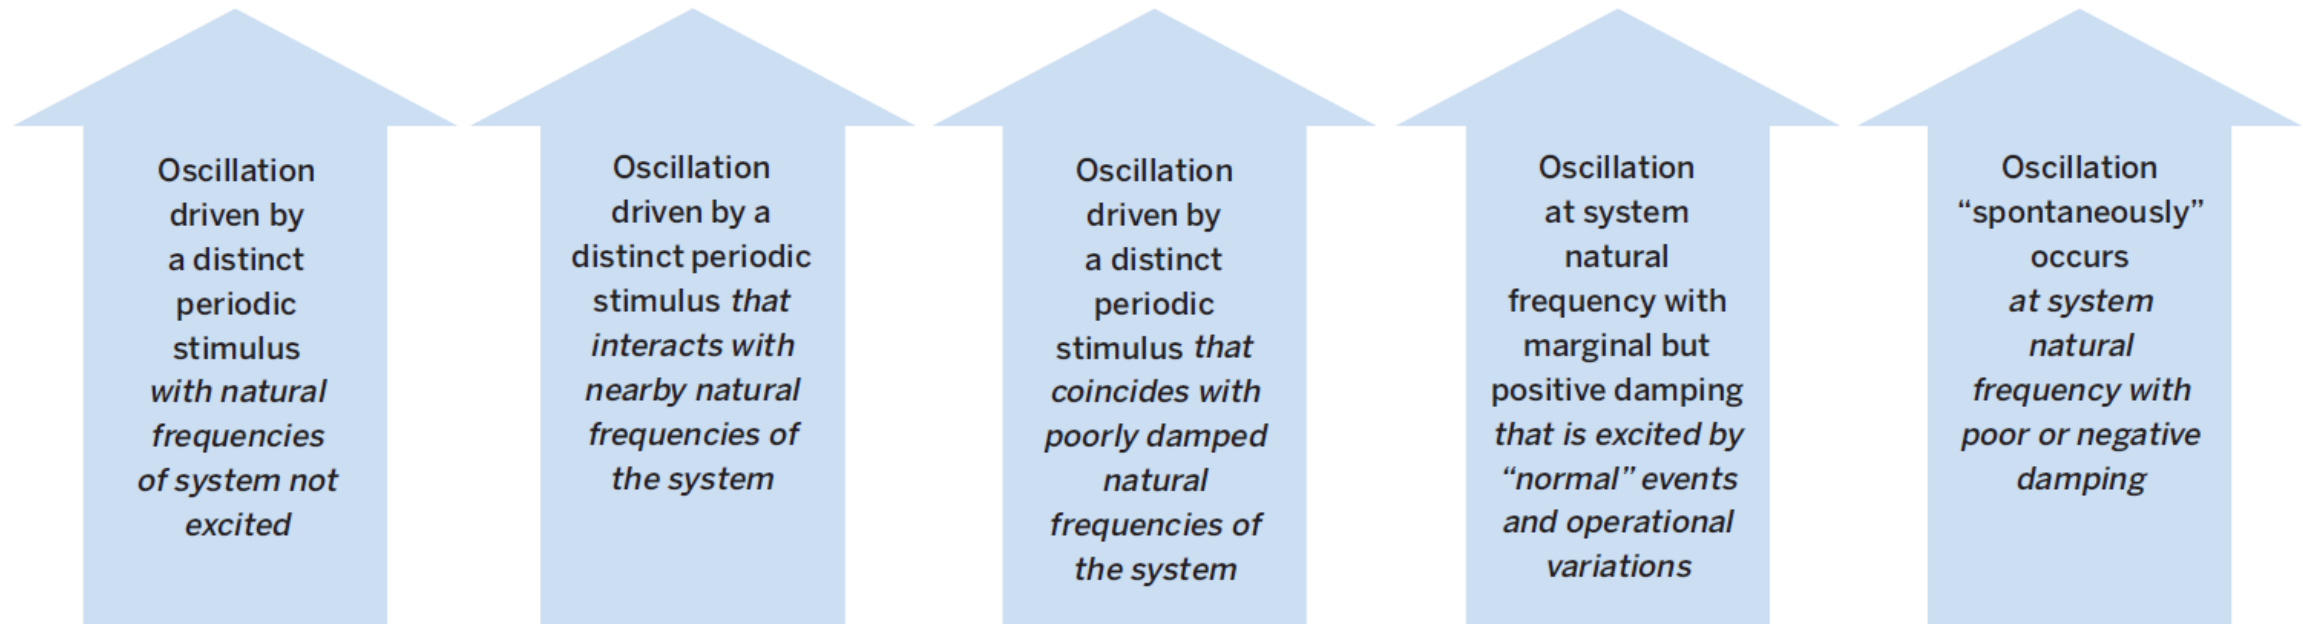 Oscillation
driven by
a distinct
periodic
stimulus
with natural
frequencies
of system not
excited
Oscillation
driven by a
distinct periodic
stimulus that
interacts with
nearby natural
frequencies of
the system
Oscillation
driven by
a distinct
periodic
stimulus that
coincides with
poorly damped
natural
frequencies of
the system
Oscillation
at system
natural
frequency with
marginal but
positive damping
that is excited by
“normal” events
and operational
variations
Oscillation
“spontaneously”
occurs
at system
natural
frequency with
poor or negative
damping